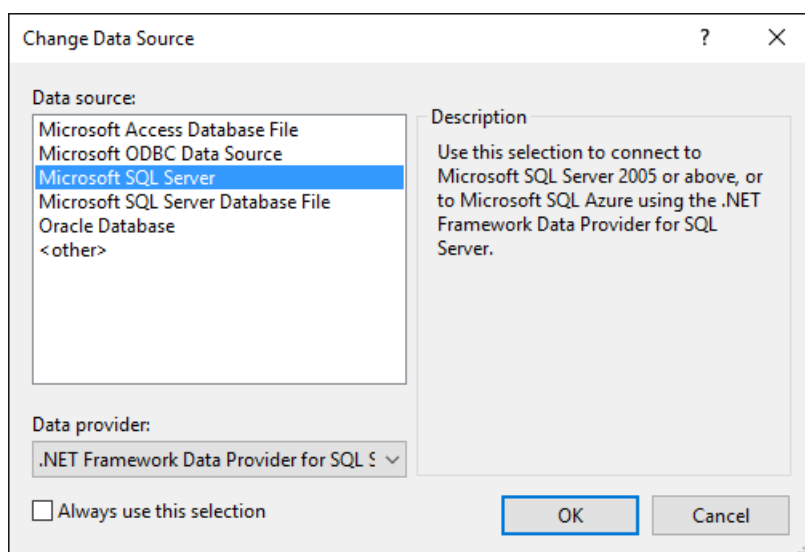 Change Data Source
?
Data source:
Microsoft Access Database File
Microsoft ODBC Data Source
Microsoft SQL Server
Microsoft SQL Server Database File
Oracle Database
<other>
Description
Use this selection to connect to
Microsoft SQL Server 2005 or above, or
to Microsoft SQL Azure using the .NET
Framework Data Provider for SQL
Server.
Data provider:
.NET Framework Data Provider for SQL S
Always use this selection
OK
Cancel